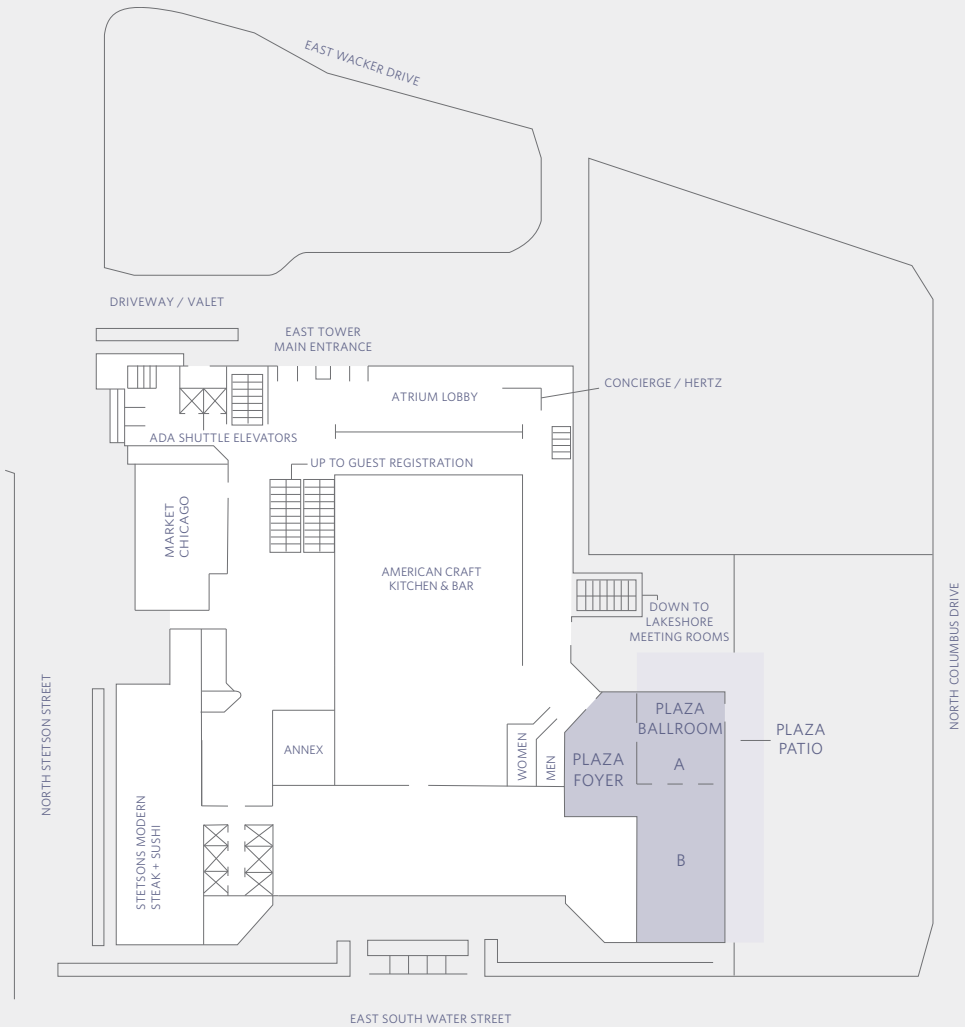 EAST WACKER DRIVE
DRIVEWAY / VALET
EAST TOWER
MAIN ENTRANCE
CONCIERGE / HERTZ
ATRIUM LOBBY
ADA SHUTTLE ELEVATORS
UP TO GUEST REGISTRATION
MARKET
CHICAGO
AMERICAN CRAFT
KITCHEN & BAR
DOWN TO
LAKESHORE
MEETING ROOMS
NORTH COLUMBUS DRIVE
NORTH STETSON STREET
PLAZA
BALLROOM
A
PLAZA
PATIO
PLAZA
FOYER
WOMEN
MEN
ANNEX
STETSONS MODERN
STEAK + SUSHI
B
EAST SOUTH WATER STREET